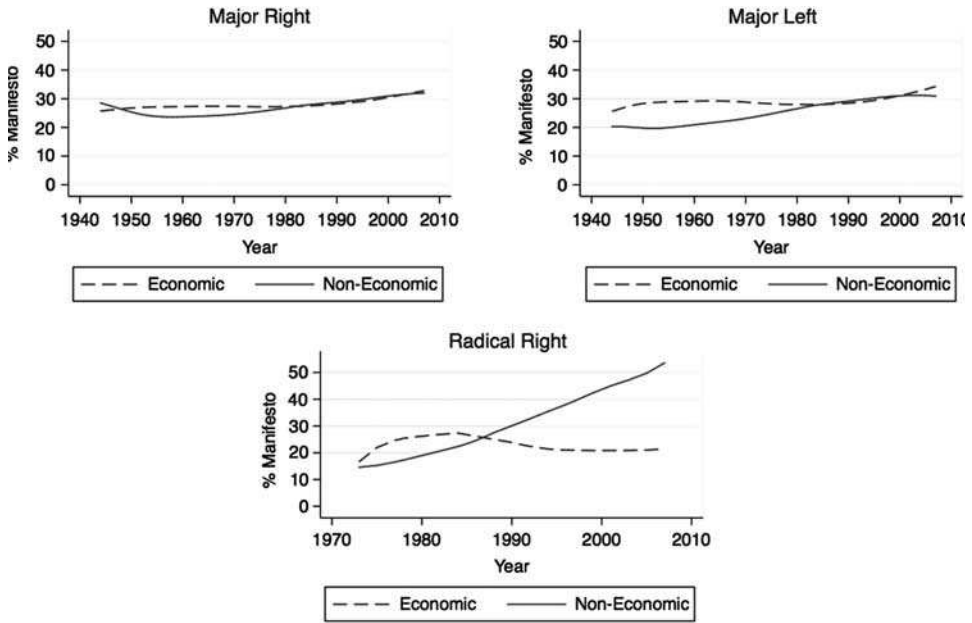 Major Right
% Manifesto
50
40
30
20
10
0
1940 1950 1960 1970 1980 1990 2000 2010
Year
Economic Non-Economic
Major Left
% Manifesto
50
40
30
20
10
0
1940 1950 1960 1970 1980 1990 2000 2010
Year
Economic Non-Economic
Radical Right
% Manifesto
50
40
30
20
10
0
1970 1980 1990 2000 2010
Year
Economic Non-Economic